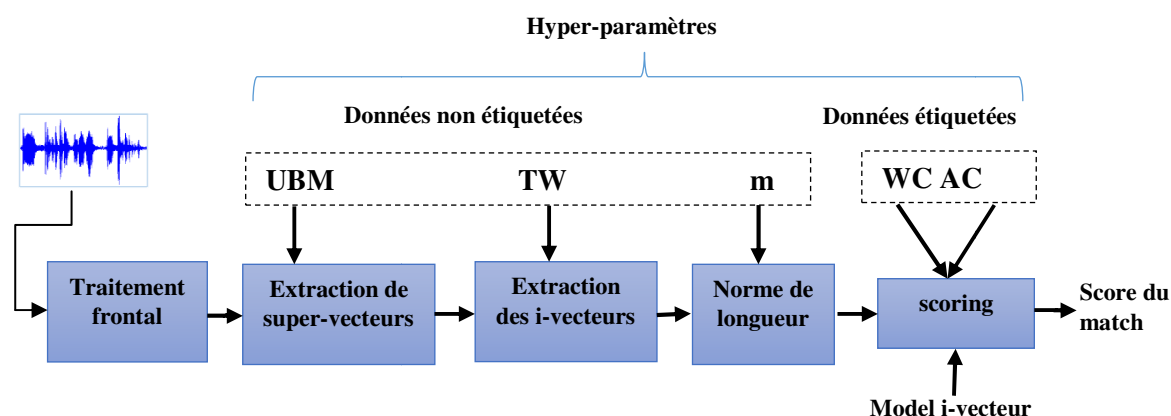 Hyper-paramètres
Données non étiquetées
Données étiquetées
UBM
TW
m
WC AC
Traitement
frontal
Extraction de
super-vecteurs
Extraction
des i-vecteurs
Norme de
longueur
scoring
Score du
match
Model i-vecteur